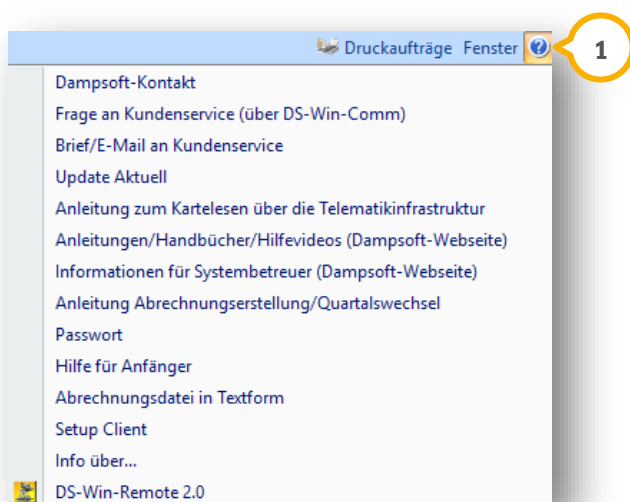 Druckaufträge Fenster ? 1
Dampsoft-Kontakt
Frage an Kundenservice (über DS-Win-Comm)
Brief/E-Mail an Kundenservice
Update Aktuell
Anleitung zum Kartelesen über die Telematikinfrastruktur
Anleitungen/Handbücher/Hilfevideos (Dampsoft-Webseite)
Informationen für Systembetreuer (Dampsoft-Webseite)
Anleitung Abrechnungserstellung/Quartalswechsel
Passwort
Hilfe für Anfänger
Abrechnungsdatei in Textform
Setup Client
Info über...
DS-Win-Remote 2.0